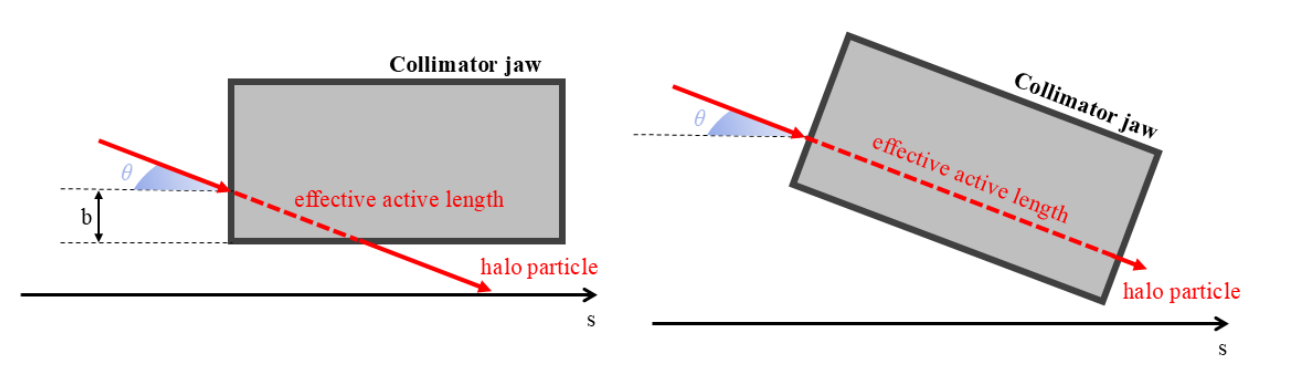 Collimator jaw
θ
effective active length
b
halo particle
s
Collimator jaw
θ
effective active length
halo particle
s